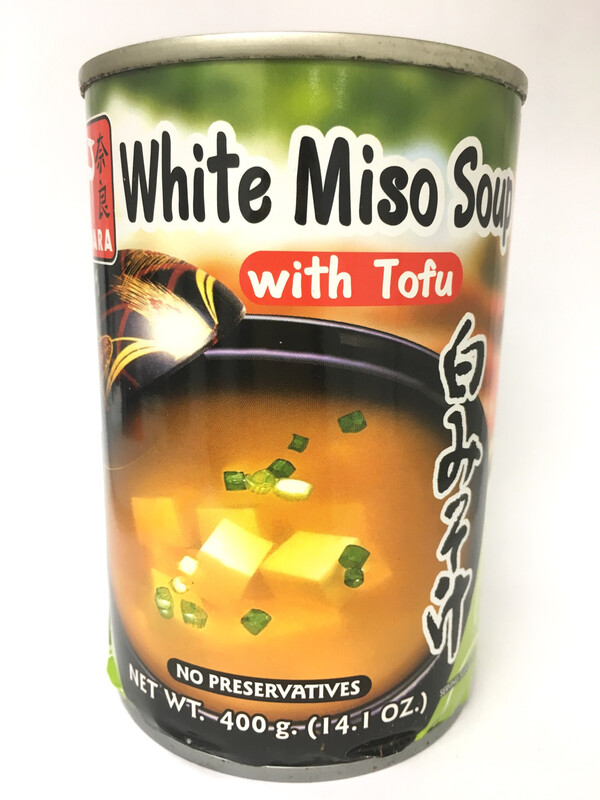 奈良
ARA
White Miso Soup
with Tofu
白みそ汁
NO PRESERVATIVES
NET WT. 400 g. (14.1 OZ.)